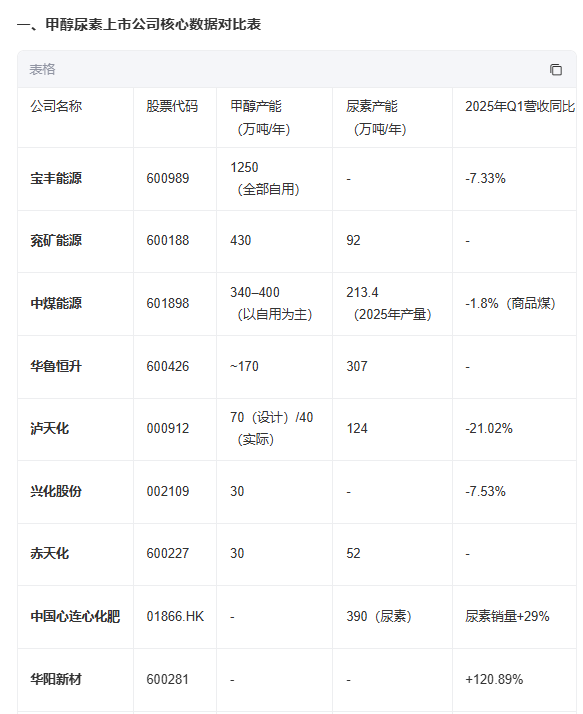 一、甲醇尿素上市公司核心数据对比表
表格
公司名称 股票代码 甲醇产能 尿素产能 2025年Q1营收同比
（万吨/年） （万吨/年）
宝丰能源 600989 1250 - -7.33%
（全部自用）
兖矿能源 600188 430 92 -
中煤能源 601898 340–400 213.4 -1.8%（商品煤）
（以自用为主） （2025年产量）
华鲁恒升 600426 ~170 307 -
泸天化 000912 70（设计）/40 124 -21.02%
（实际）
兴化股份 002109 30 - -7.53%
赤天化 600227 30 52 -
中国心连心化肥 01866.HK - 390（尿素） 尿素销量+29%
华阳新材 600281 - - +120.89%